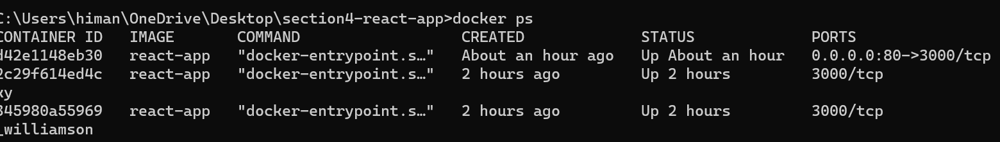 C:\Users\himan\OneDrive\Desktop\section4-react-app>docker ps
CONTAINER ID   IMAGE       COMMAND                  CREATED             STATUS             PORTS
d42e1148eb30   react-app   "docker-entrypoint.s…"   About an hour ago   Up About an hour   0.0.0.0:80->3000/tcp
2c29f614ed4c   react-app   "docker-entrypoint.s…"   2 hours ago         Up 2 hours         3000/tcp
xy
345980a55969   react-app   "docker-entrypoint.s…"   2 hours ago         Up 2 hours         3000/tcp
_williamson